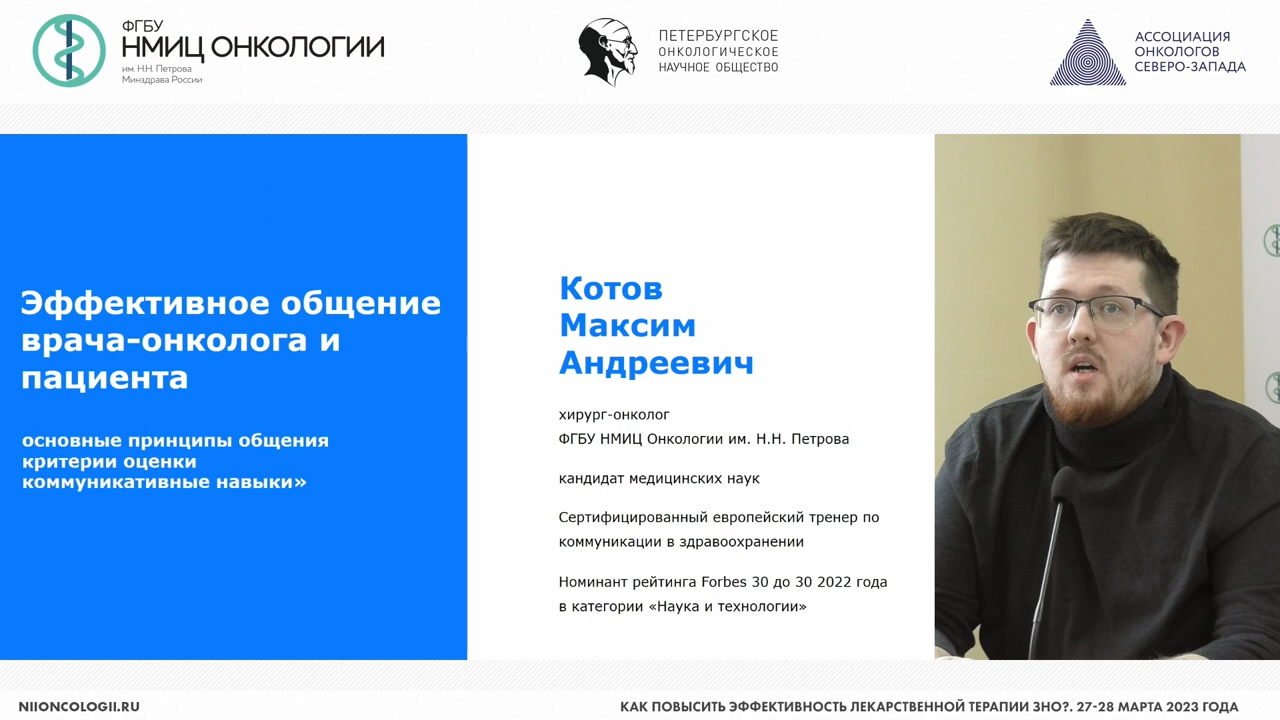 ФГБУ
НМИЦ ОНКОЛОГИИ
им. Н.Н. Петрова
Минздрава России
ПЕТЕРБУРГСКОЕ
ОНКОЛОГИЧЕСКОЕ
НАУЧНОЕ ОБЩЕСТВО
АССОЦИАЦИЯ
ОНКОЛОГОВ
СЕВЕРО-ЗАПАДА
Эффективное общение
врача-онколога и
пациента
основные принципы общения
критерии оценки
коммуникативные навыки»
Котов
Максим
Андреевич
хирург-онколог
ФГБУ НМИЦ Онкологии им. Н.Н. Петрова
кандидат медицинских наук
Сертифицированный европейский тренер по
коммуникации в здравоохранении
Номинант рейтинга Forbes 30 до 30 2022 года
в категории «Наука и технологии»
NIIONCOLOGII.RU
КАК ПОВЫСИТЬ ЭФФЕКТИВНОСТЬ ЛЕКАРСТВЕННОЙ ТЕРАПИИ ЗНО?. 27-28 МАРТА 2023 ГОДА